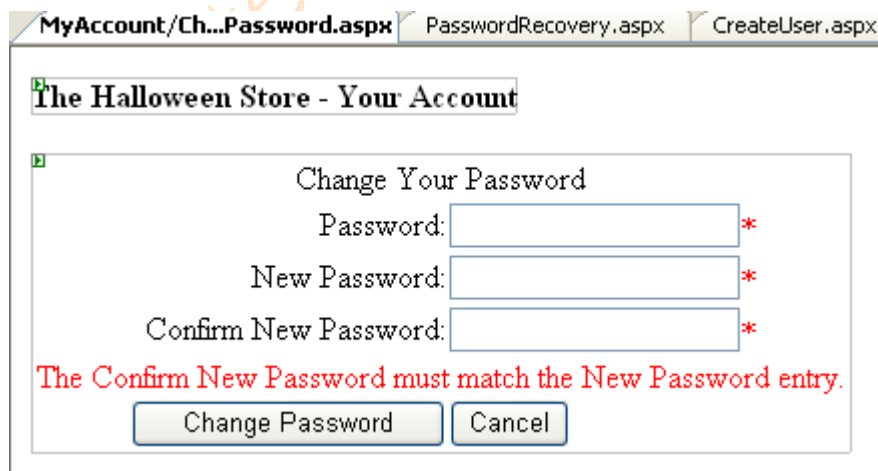 MyAccount/Ch...Password.aspx PasswordRecovery.aspx CreateUser.aspx
The Halloween Store - Your Account
Change Your Password
Password: *
New Password: *
Confirm New Password: *
The Confirm New Password must match the New Password entry.
Change Password Cancel